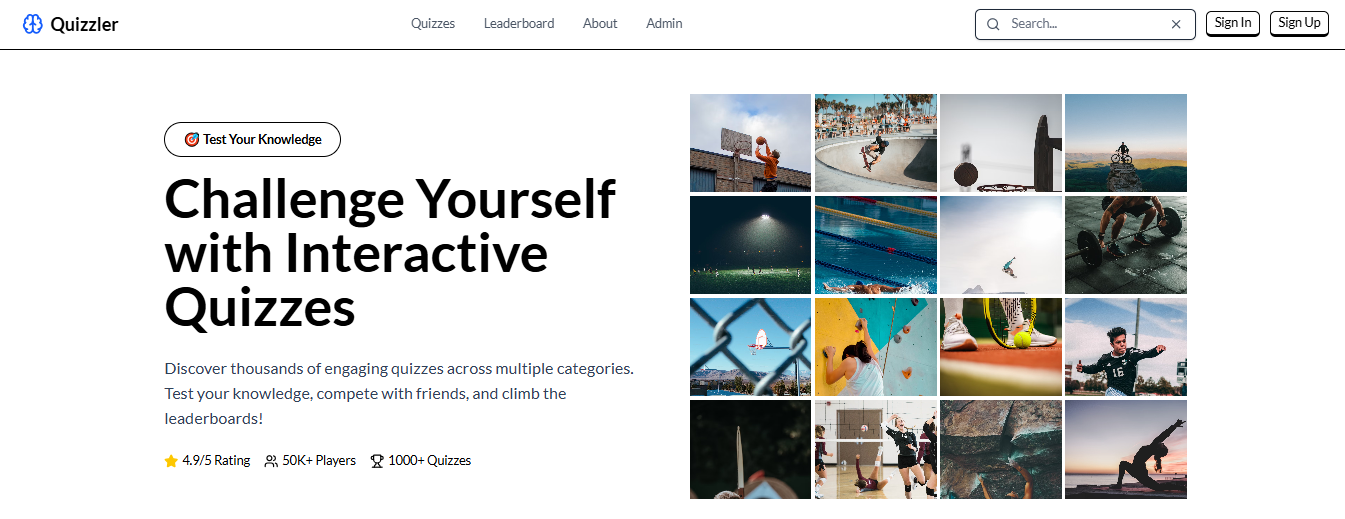 Quizzler
Quizzes
Leaderboard
About
Admin
Search...
Sign In
Sign Up
Test Your Knowledge
Challenge Yourself
with Interactive
Quizzes
Discover thousands of engaging quizzes across multiple categories.
Test your knowledge, compete with friends, and climb the
leaderboards!
4.9/5 Rating
50K+ Players
1000+ Quizzes
16